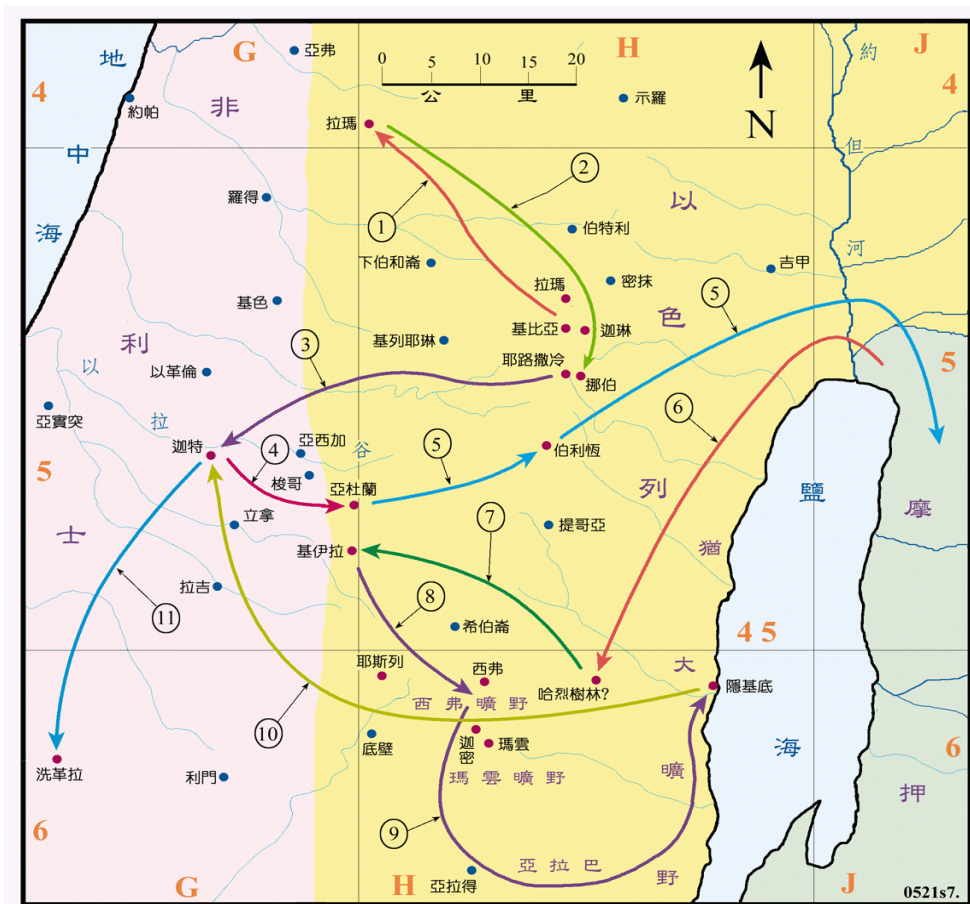 G
H
J
4
4
地中海
亞弗
0 5 10 15 20
公里
N
約但河
約帕
非利士
示羅
拉瑪
②
①
羅得
以色列
伯特利
下伯和崙
吉甲
密抹
基色
拉瑪
⑤
基比亞
迦琳
③
基列耶琳
耶路撒冷
挪伯
5
以革倫
以拉谷
⑥
亞實突
迦特
④
亞西加
⑤
伯利恆
5
梭哥
亞杜蘭
鹽海
摩押
立拿
⑦
提哥亞
基伊拉
猶大曠野
拉吉
⑧
⑪
希伯崙
4 5
耶斯列
西弗
哈烈樹林?
隱基底
西弗曠野
⑩
底壁
迦密
瑪雲
6
洗革拉
利門
瑪雲曠野
⑨
6
亞拉巴
亞拉得
G
H
J
0521s7.